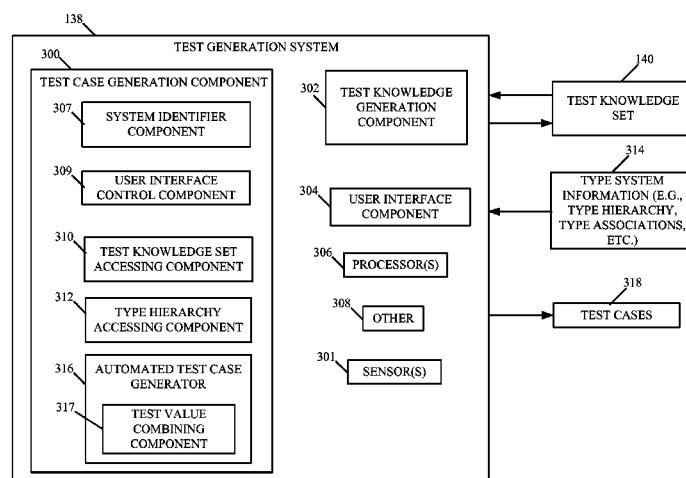 138
TEST GENERATION SYSTEM
300
TEST CASE GENERATION COMPONENT
307
SYSTEM IDENTIFIER
COMPONENT
309
USER INTERFACE
CONTROL COMPONENT
310
TEST KNOWLEDGE SET
ACCESSING COMPONENT
312
TYPE HIERARCHY
ACCESSING COMPONENT
316
AUTOMATED TEST CASE
GENERATOR
317
TEST VALUE
COMBINING
COMPONENT
302
TEST KNOWLEDGE
GENERATION
COMPONENT
304
USER INTERFACE
COMPONENT
306
PROCESSOR(S)
308
OTHER
301
SENSOR(S)
140
TEST KNOWLEDGE
SET
314
TYPE SYSTEM
INFORMATION (E.G.,
TYPE HIERARCHY,
TYPE ASSOCIATIONS,
ETC.)
318
TEST CASES